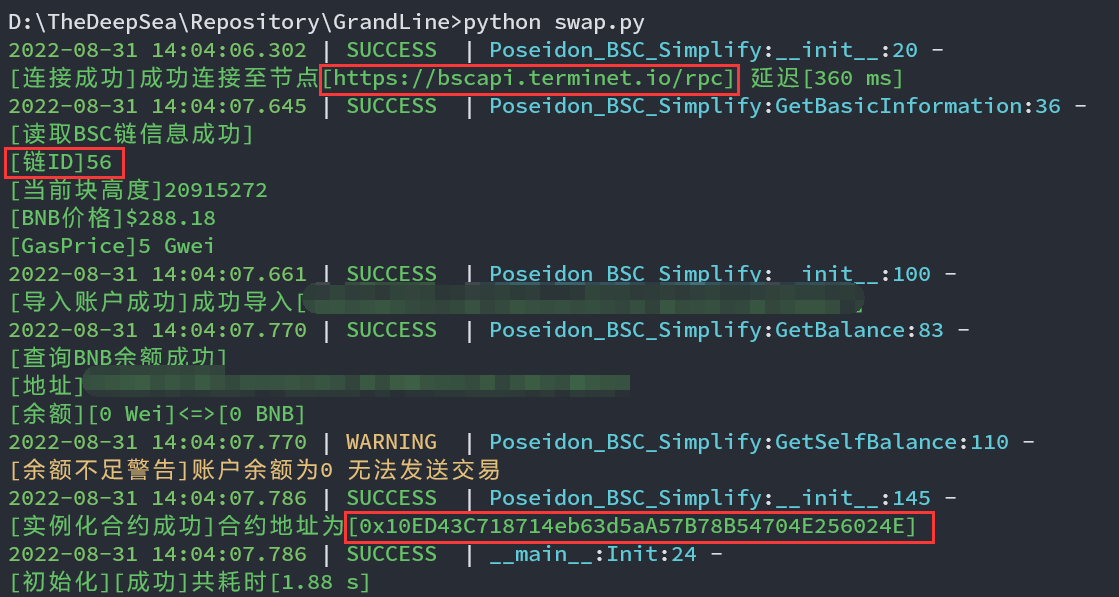 D:\TheDeepSea\Repository\GrandLine>python swap.py
2022-08-31 14:04:06.302 | SUCCESS  | Poseidon_BSC_Simplify:__init__:20 -
[连接成功]成功连接至节点[https://bscapi.terminet.io/rpc] 延迟[360 ms]
2022-08-31 14:04:07.645 | SUCCESS  | Poseidon_BSC_Simplify:GetBasicInformation:36 -
[读取BSC链信息成功]
[链ID]56
[当前块高度]20915272
[BNB价格]$288.18
[GasPrice]5 Gwei
2022-08-31 14:04:07.661 | SUCCESS  | Poseidon_BSC_Simplify:__init__:100 -
[导入账户成功]成功导入[
2022-08-31 14:04:07.770 | SUCCESS  | Poseidon_BSC_Simplify:GetBalance:83 -
[查询BNB余额成功]
[地址]
[余额][0 Wei]<=>[0 BNB]
2022-08-31 14:04:07.770 | WARNING  | Poseidon_BSC_Simplify:GetSelfBalance:110 -
[余额不足警告]账户余额为0 无法发送交易
2022-08-31 14:04:07.786 | SUCCESS  | Poseidon_BSC_Simplify:__init__:145 -
[实例化合约成功]合约地址为[0x10ED43C718714eb63d5aA57B78B54704E256024E]
2022-08-31 14:04:07.786 | SUCCESS  | __main__:Init:24 -
[初始化][成功]共耗时[1.88 s]